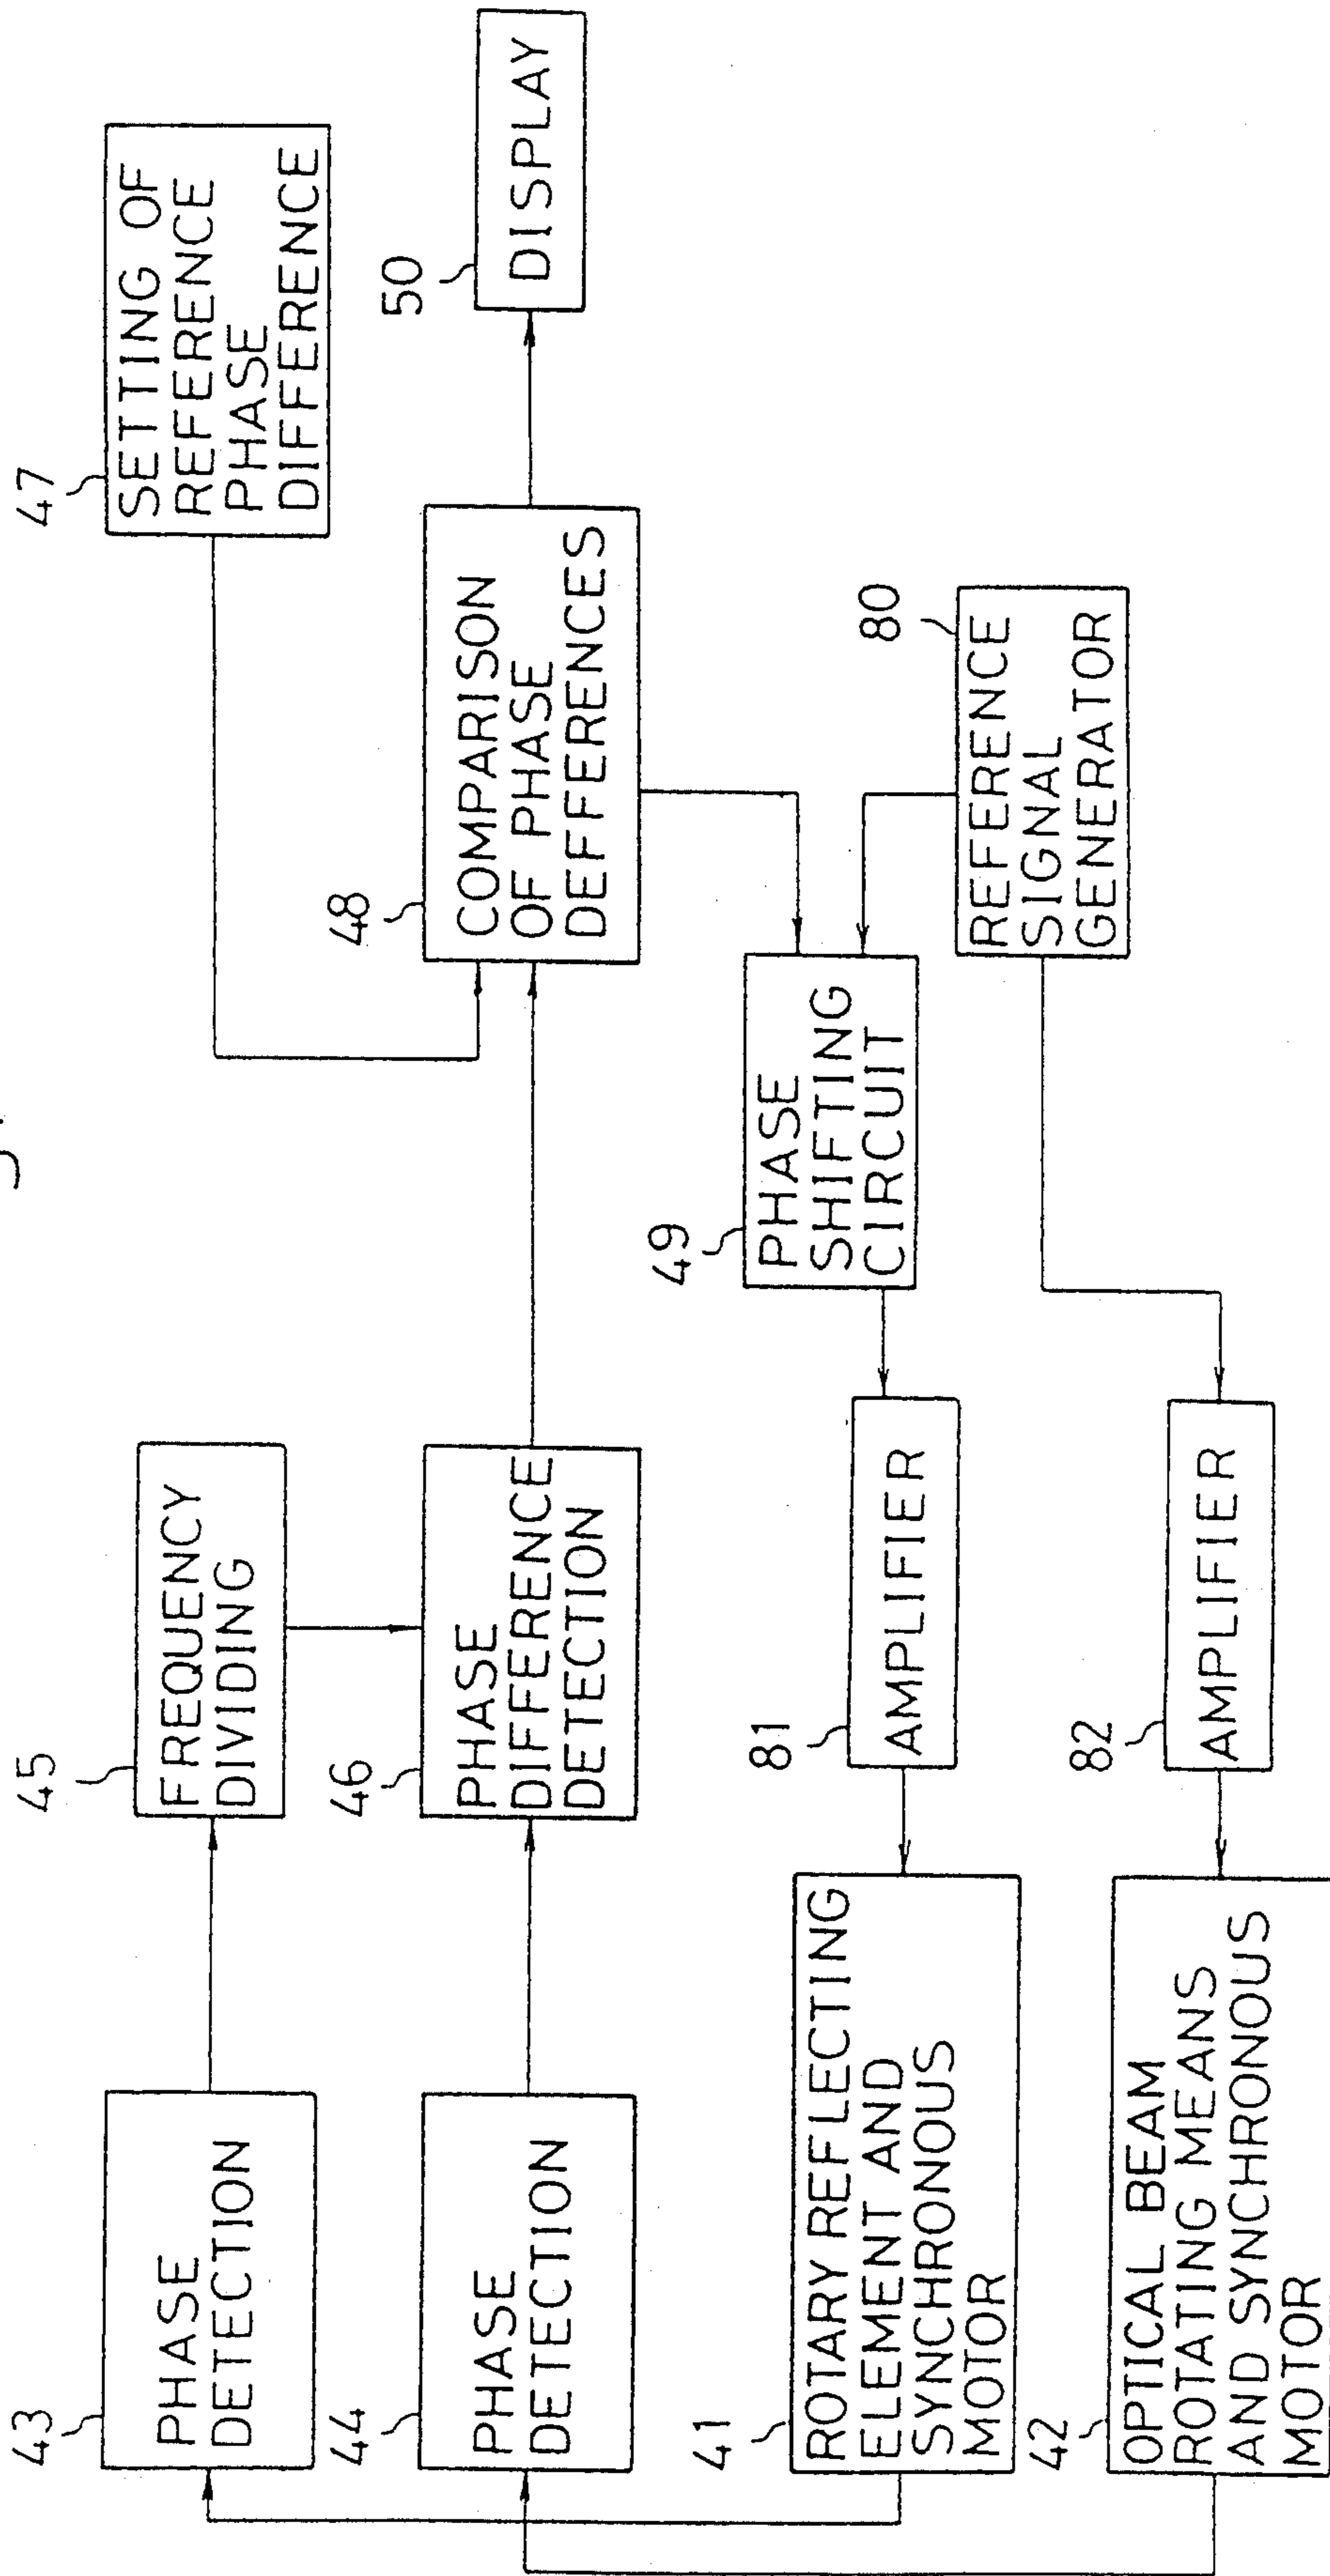 43
PHASE
DETECTION
45
FREQUENCY
DIVIDING
47
SETTING OF
REFERENCE
PHASE
DIFFERENCE
44
PHASE
DETECTION
46
PHASE
DIFFERENCE
DETECTION
48
COMPARISON
OF PHASE
DEFFERENCES
50
DISPLAY
41
ROTARY REFLECTING
ELEMENT AND
SYNCHRONOUS
MOTOR
81
AMPLIFIER
49
PHASE
SHIFTING
CIRCUIT
80
REFERENCE
SIGNAL
GENERATOR
42
OPTICAL BEAM
ROTATING MEANS
AND SYNCHRONOUS
MOTOR
82
AMPLIFIER